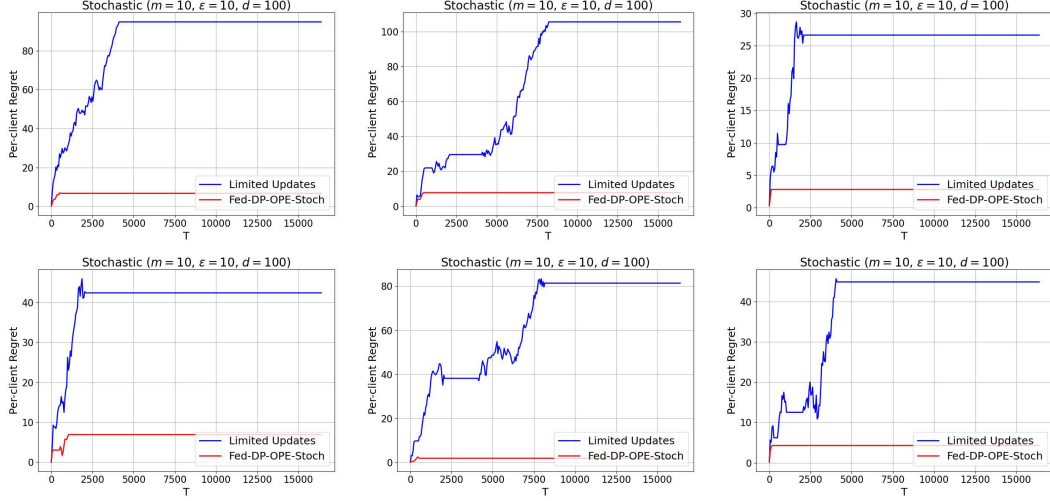 Stochastic (m = 10, ε = 10, d = 100)
Per-client Regret
80
60
40
20
0
Limited Updates
Fed-DP-OPE-Stoch
0 2500 5000 7500 10000 12500 15000
T
Stochastic (m = 10, ε = 10, d = 100)
Per-client Regret
100
80
60
40
20
0
Limited Updates
Fed-DP-OPE-Stoch
0 2500 5000 7500 10000 12500 15000
T
Stochastic (m = 10, ε = 10, d = 100)
Per-client Regret
30
25
20
15
10
5
0
Limited Updates
Fed-DP-OPE-Stoch
0 2500 5000 7500 10000 12500 15000
T
Stochastic (m = 10, ε = 10, d = 100)
Per-client Regret
40
30
20
10
0
Limited Updates
Fed-DP-OPE-Stoch
0 2500 5000 7500 10000 12500 15000
T
Stochastic (m = 10, ε = 10, d = 100)
Per-client Regret
80
60
40
20
0
Limited Updates
Fed-DP-OPE-Stoch
0 2500 5000 7500 10000 12500 15000
T
Stochastic (m = 10, ε = 10, d = 100)
Per-client Regret
40
30
20
10
0
Limited Updates
Fed-DP-OPE-Stoch
0 2500 5000 7500 10000 12500 15000
T